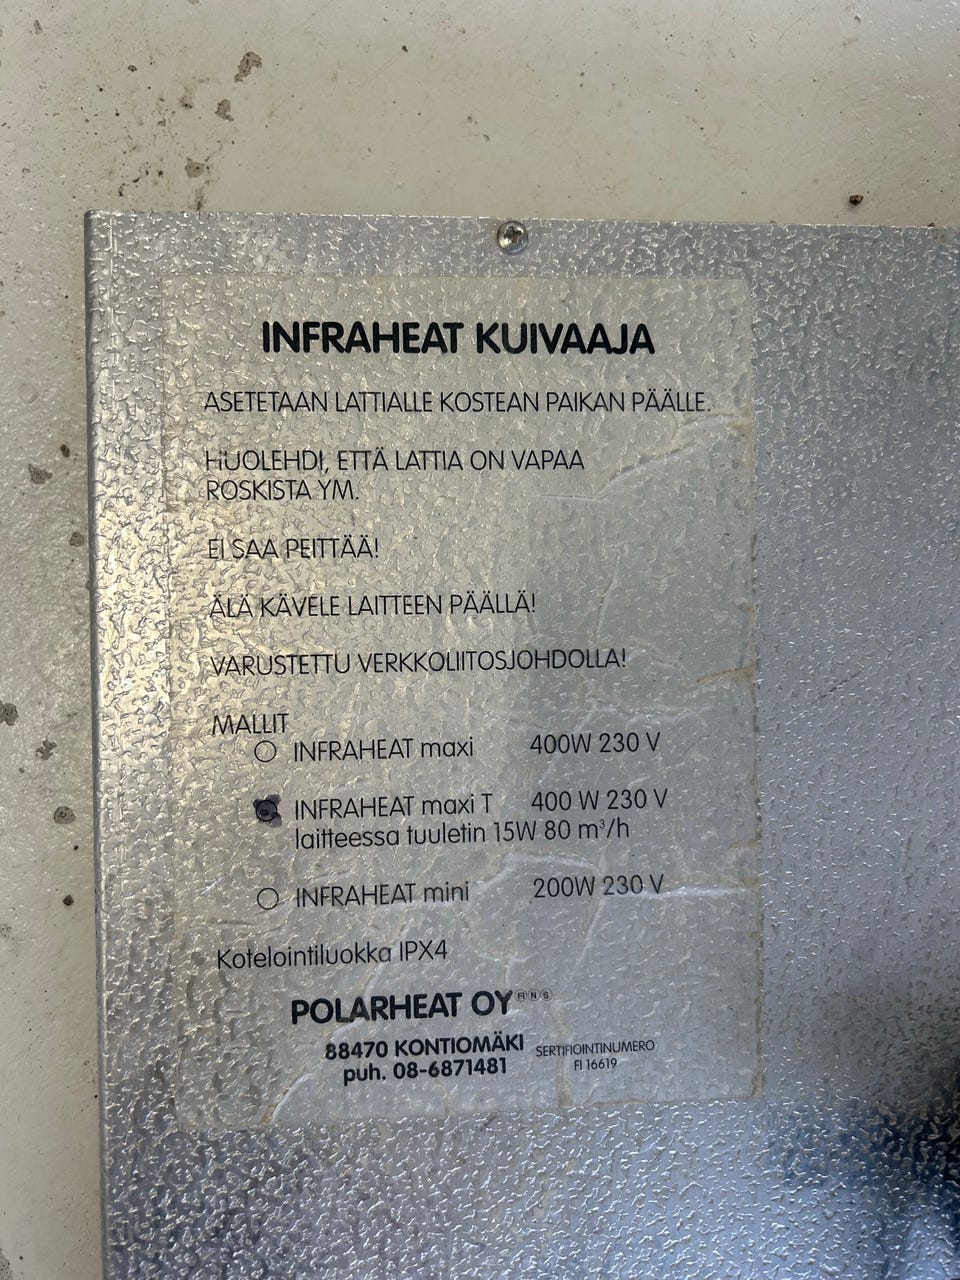 INFRAHEAT KUIVAAJA
ASETETAAN LATTIALLE KOSTEAN PAIKAN PÄÄLLE.
HUOLEHDI, ETTÄ LATTIA ON VAPAA
ROSKISTA YM.
EI SAA PEITTÄÄ!
ÄLÄ KÄVELE LAITTEEN PÄÄLLÄ!
VARUSTETTU VERKKOLIITOSJOHDOLLA!
MALLIT
INFRAHEAT maxi 400W 230 V
INFRAHEAT maxi T 400 W 230 V
laitteessa tuuletin 15W 80 m³/h
INFRAHEAT mini 200W 230 V
Kotelointiluokka IPX4
POLARHEAT OY FI N S
88470 KONTIOMÄKI
puh. 08-6871481
SERTIFIOINTINUMERO
FI 16619